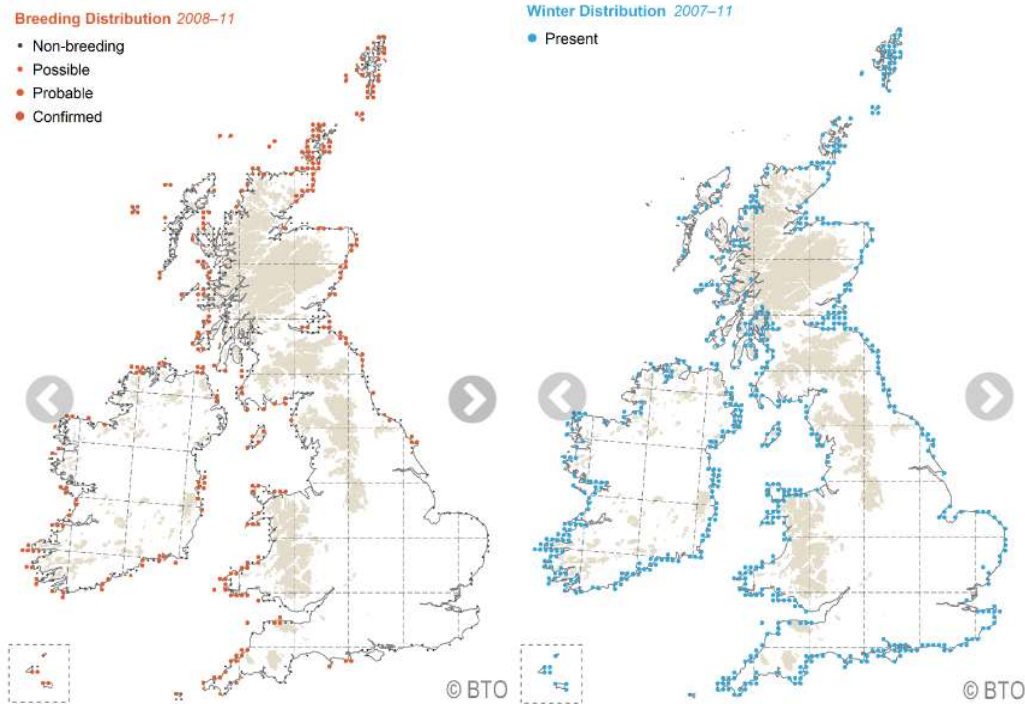 Breeding Distribution 2008–11
Non-breeding
Possible
Probable
Confirmed
© BTO
Winter Distribution 2007–11
Present
© BTO